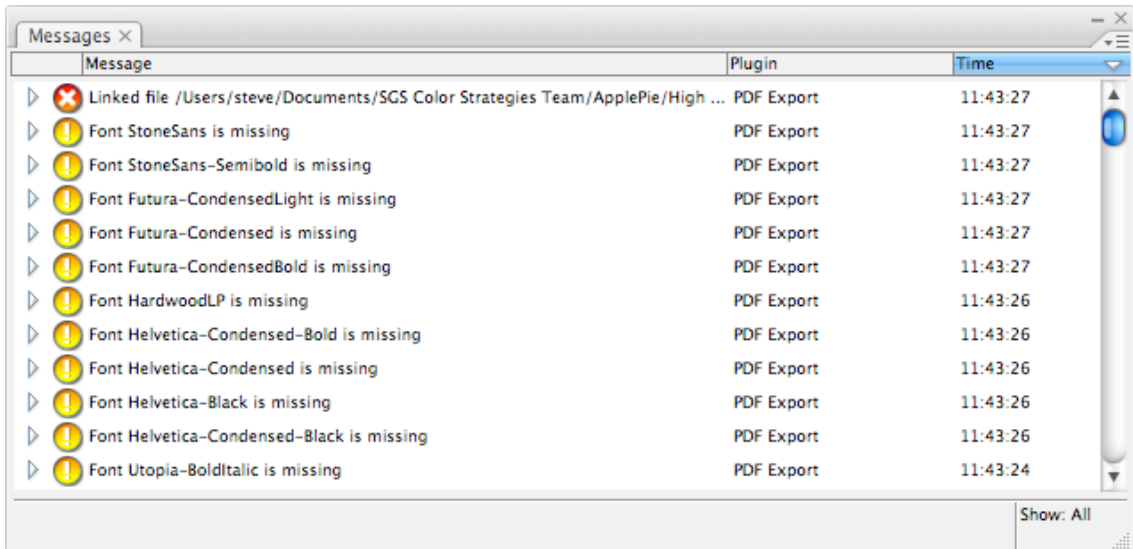 Messages
Message Plugin Time
Linked file /Users/steve/Documents/SGS Color Strategies Team/ApplePie/High ... PDF Export 11:43:27
Font StoneSans is missing PDF Export 11:43:27
Font StoneSans-Semibold is missing PDF Export 11:43:27
Font Futura-CondensedLight is missing PDF Export 11:43:27
Font Futura-Condensed is missing PDF Export 11:43:27
Font Futura-CondensedBold is missing PDF Export 11:43:27
Font HardwoodLP is missing PDF Export 11:43:26
Font Helvetica-Condensed-Bold is missing PDF Export 11:43:26
Font Helvetica-Condensed is missing PDF Export 11:43:26
Font Helvetica-Black is missing PDF Export 11:43:26
Font Helvetica-Condensed-Black is missing PDF Export 11:43:26
Font Utopia-BoldItalic is missing PDF Export 11:43:24
Show: All